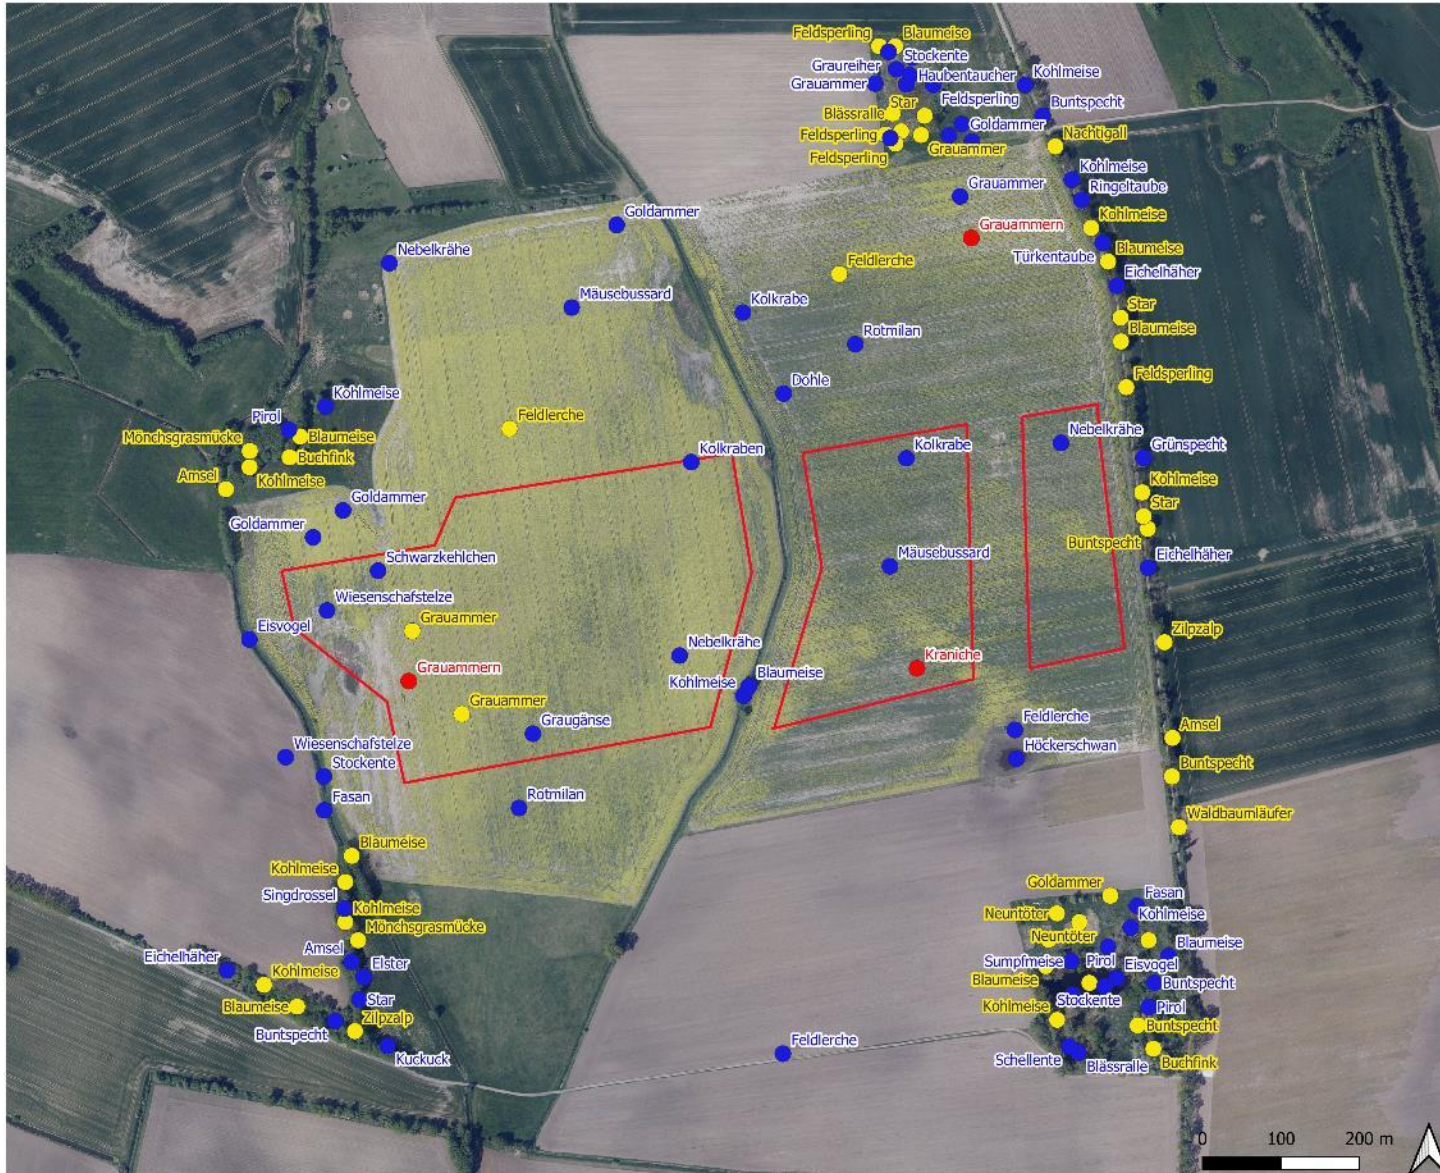 Feldsperling
Blaumeise
Stockente
Graureiher
Haubentaucher
Kohlmeise
Grauammer
Feldsperling
Star
Buntspecht
Blässralle
Goldammer
Feldsperling
Nachtigall
Grauammer
Feldsperling
Kohlmeise
Grauammer
Ringeltaube
Goldammer
Kohlmeise
Grauammern
Nebelkrähe
Blaumeise
Türkentaube
Feldlerche
Eichelhäher
Mäusebussard
Kolkrabe
Star
Blaumeise
Rotmilan
Feldsperling
Dohle
Kohlmeise
Pirol
Feldlerche
Mönchsgrasmücke
Blaumeise
Nebelkrähe
Buchfink
Kolkraben
Kolkrabe
Grünspecht
Amsel
Kohlmeise
Kohlmeise
Goldammer
Star
Goldammer
Buntspecht
Schwarzkehlchen
Mäusebussard
Eichelhäher
Wiesenschafstelze
Grauammer
Eisvogel
Zilpzalp
Nebelkrähe
Grauammern
Kraniche
Kohlmeise
Blaumeise
Grauammer
Graugänse
Feldlerche
Amsel
Wiesenschafstelze
Höckerschwan
Stockente
Buntspecht
Fasan
Rotmilan
Waldbaumläufer
Blaumeise
Kohlmeise
Goldammer
Singdrossel
Fasan
Kohlmeise
Neuntöter
Kohlmeise
Mönchsgrasmücke
Neuntöter
Amsel
Blaumeise
Eichelhäher
Sumpfmeise
Pirol
Eisvogel
Kohlmeise
Elster
Blaumeise
Buntspecht
Star
Stockente
Blaumeise
Kohlmeise
Pirol
Zilpzalp
Buntspecht
Buntspecht
Feldlerche
Kuckuck
Schellente
Blässralle
Buchfink
0 100 200 m